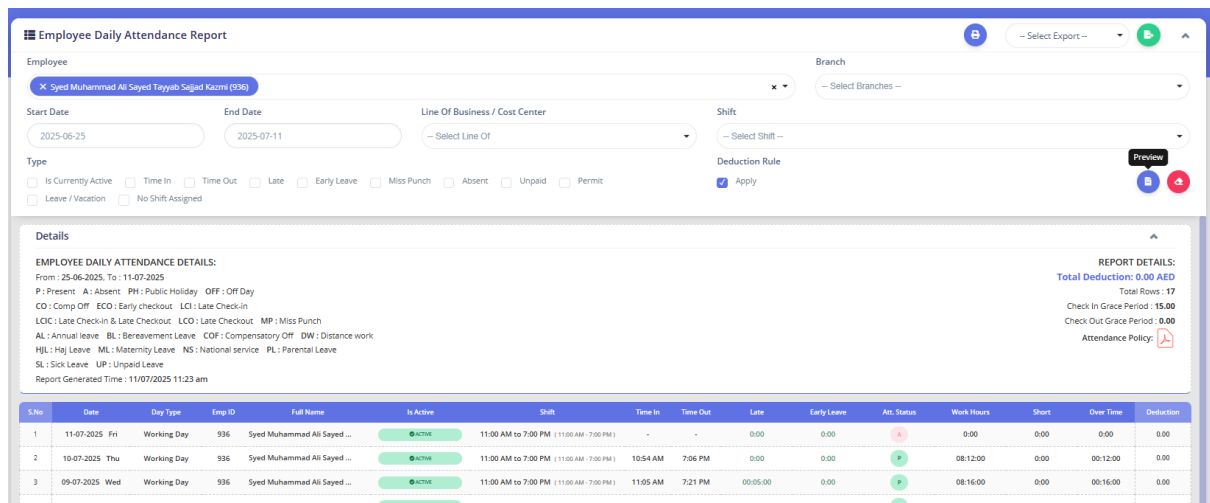 Employee Daily Attendance Report
-- Select Export --
Employee
Branch
× Syed Muhammad Ali Sayed Tayyab Sajjad Kazmi (936)
×
-- Select Branches --
Start Date
End Date
Line Of Business / Cost Center
Shift
2025-06-25
2025-07-11
-- Select Line Of
-- Select Shift --
Type
Deduction Rule
Preview
Is Currently Active Time In Time Out Late Early Leave Miss Punch Absent Unpaid Permit
Apply
Leave / Vacation No Shift Assigned
Details
EMPLOYEE DAILY ATTENDANCE DETAILS:
From : 25-06-2025, To : 11-07-2025
P : Present A : Absent PH : Public Holiday OFF : Off Day
CO : Comp Off ECO : Early checkout LCI : Late Check-in
LCIC : Late Check-in & Late Checkout LCO : Late Checkout MP : Miss Punch
AL : Annual leave BL : Bereavement Leave COF : Compensatory Off DW : Distance work
HJL : Haj Leave ML : Maternity Leave NS : National service PL : Parental Leave
SL : Sick Leave UP : Unpaid Leave
Report Generated Time : 11/07/2025 11:23 am
REPORT DETAILS:
Total Deduction: 0.00 AED
Total Rows : 17
Check In Grace Period : 15.00
Check Out Grace Period : 0.00
Attendance Policy:
S.No Date Day Type Emp ID Full Name Is Active Shift Time In Time Out Late Early Leave Att. Status Work Hours Short Over Time Deduction
1 11-07-2025 Fri Working Day 936 Syed Muhammad Ali Sayed ... ACTIVE 11:00 AM to 7:00 PM ( 11:00 AM - 7:00 PM ) - - 0:00 0:00 A 0:00 0:00 0:00 0.00
2 10-07-2025 Thu Working Day 936 Syed Muhammad Ali Sayed ... ACTIVE 11:00 AM to 7:00 PM ( 11:00 AM - 7:00 PM ) 10:54 AM 7:06 PM 0:00 0:00 P 08:12:00 0:00 00:12:00 0.00
3 09-07-2025 Wed Working Day 936 Syed Muhammad Ali Sayed ... ACTIVE 11:00 AM to 7:00 PM ( 11:00 AM - 7:00 PM ) 11:05 AM 7:21 PM 00:05:00 0:00 P 08:16:00 0:00 00:16:00 0.00